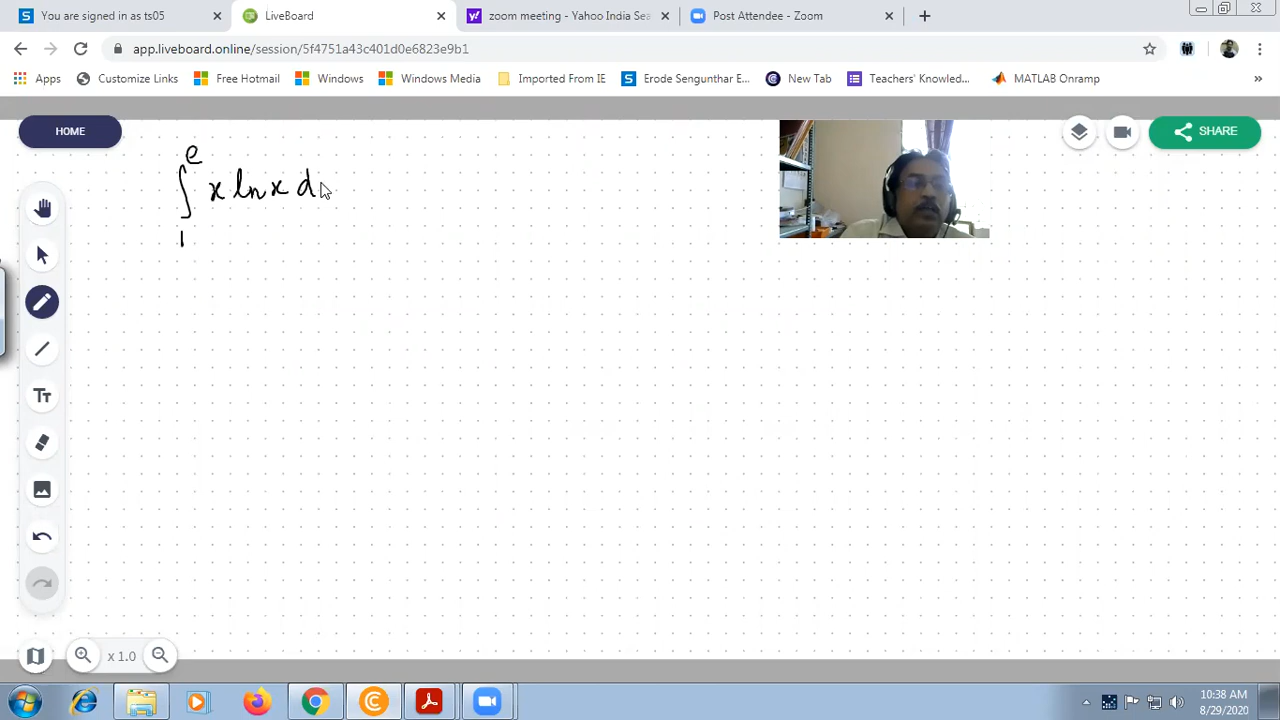 You are signed in as ts05
LiveBoard
zoom meeting - Yahoo India Sea
Post Attendee - Zoom
app.liveboard.online/session/5f4751a43c401d0e6823e9b1
Apps
Customize Links
Free Hotmail
Windows
Windows Media
Imported From IE
Erode Sengunthar E...
New Tab
Teachers' Knowled...
MATLAB Onramp
»
HOME
SHARE
e
∫ x ln x d
1
Tт
x 1.0
10:38 AM
8/29/2020